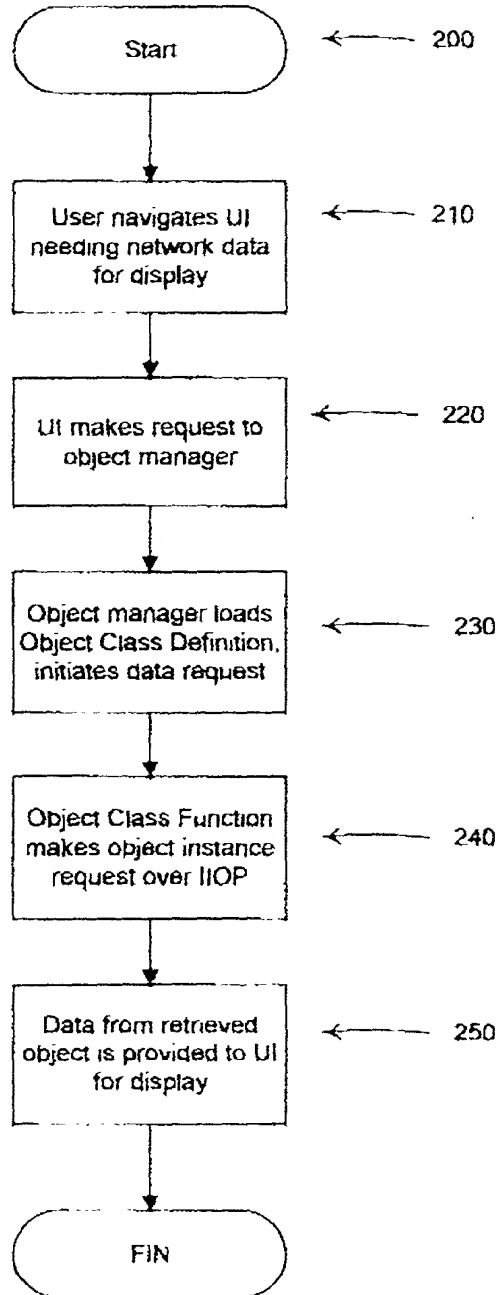 Start
200
User navigates UI
needing network data
for display
210
UI makes request to
object manager
220
Object manager loads
Object Class Definition,
initiates data request
230
Object Class Function
makes object instance
request over IIOP
240
Data from retrieved
object is provided to UI
for display
250
FIN